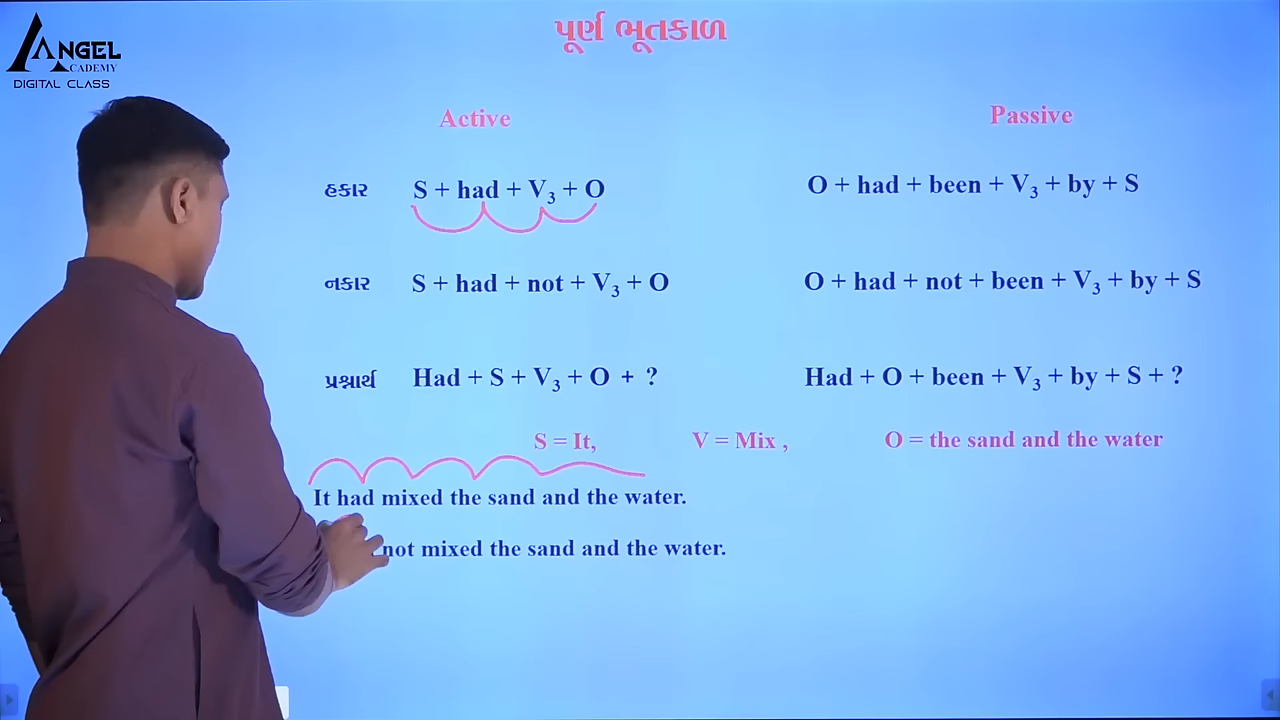 ANGEL
ACADEMY
DIGITAL CLASS
પૂર્ણ ભૂતકાળ
Active
Passive
હકાર S + had + V₃ + O
O + had + been + V₃ + by + S
નકાર S + had + not + V₃ + O
O + had + not + been + V₃ + by + S
પ્રશ્નાર્થ Had + S + V₃ + O + ?
Had + O + been + V₃ + by + S + ?
S = It, V = Mix , O = the sand and the water
It had mixed the sand and the water.
not mixed the sand and the water.